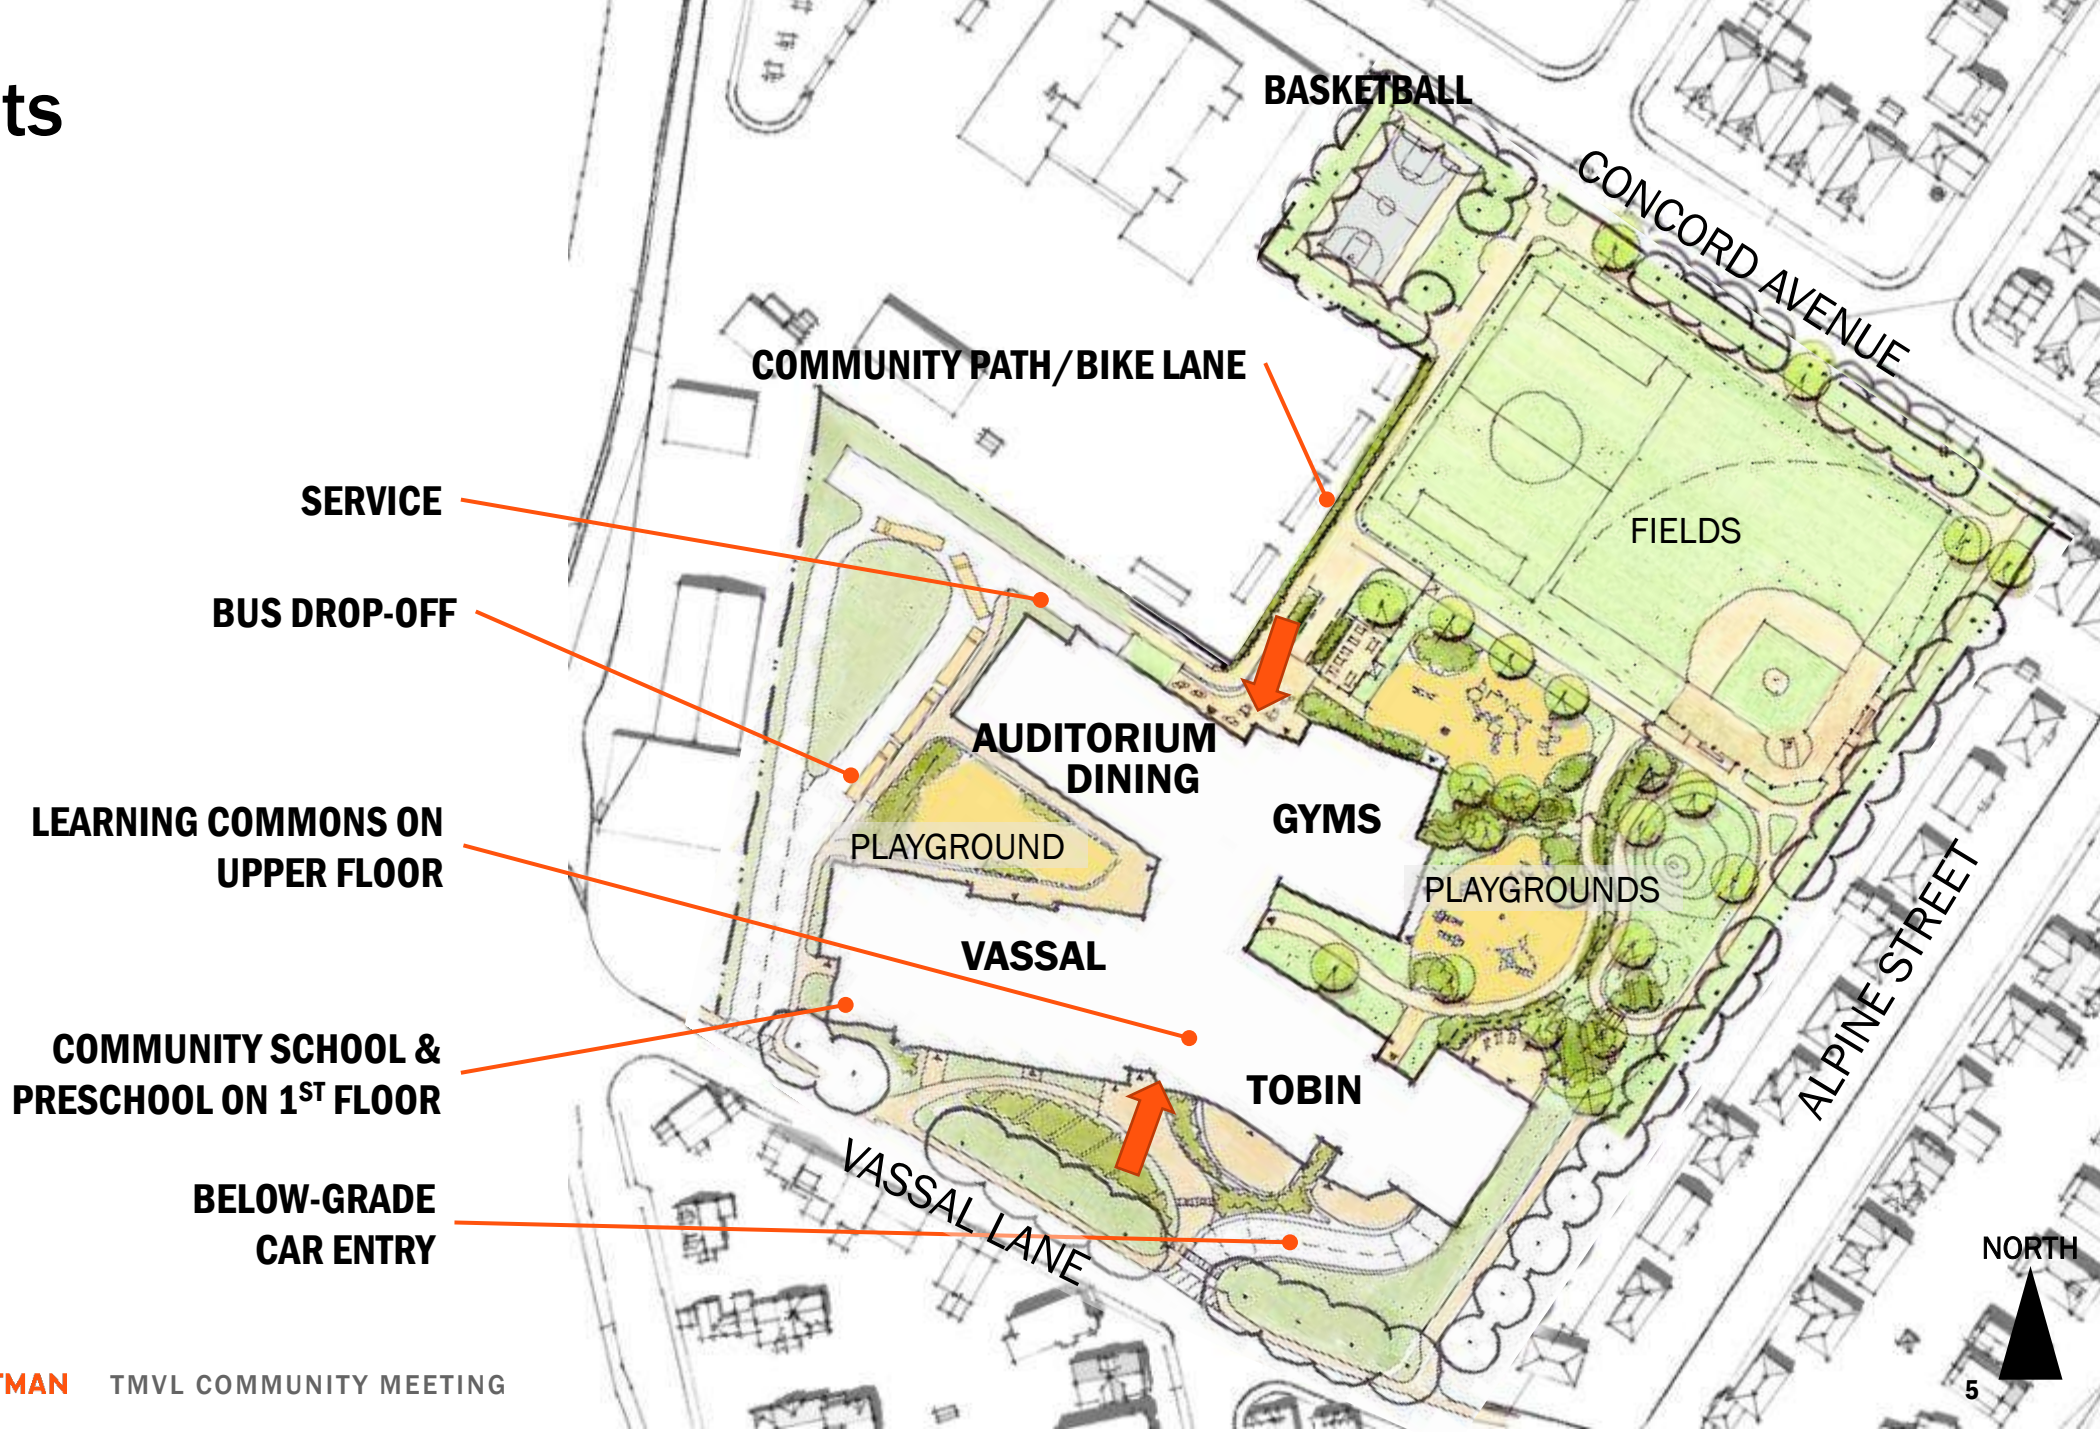 ts
BASKETBALL
CONCORD AVENUE
COMMUNITY PATH/BIKE LANE
SERVICE
FIELDS
BUS DROP-OFF
AUDITORIUM
DINING
LEARNING COMMONS ON
UPPER FLOOR
GYMS
PLAYGROUND
PLAYGROUNDS
VASSAL
ALPINE STREET
COMMUNITY SCHOOL &
PRESCHOOL ON 1ST FLOOR
TOBIN
VASSAL LANE
BELOW-GRADE
CAR ENTRY
NORTH
TMAN TMVL COMMUNITY MEETING
5